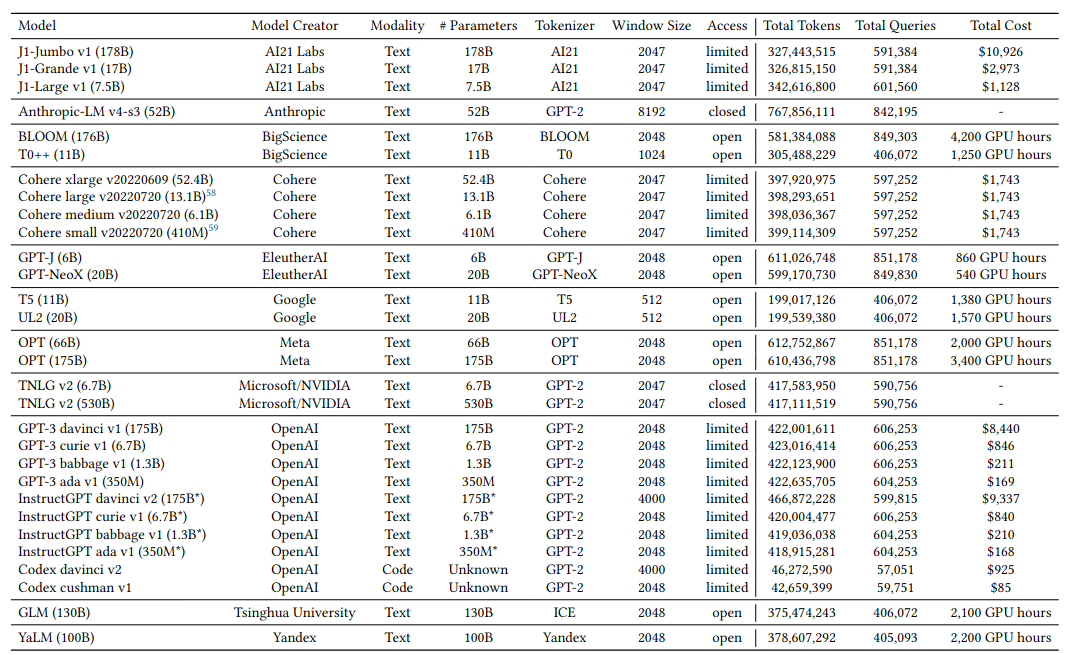 Model Model Creator Modality # Parameters Tokenizer Window Size Access Total Tokens Total Queries Total Cost
J1-Jumbo v1 (178B) AI21 Labs Text 178B AI21 2047 limited 327,443,515 591,384 $10,926
J1-Grande v1 (17B) AI21 Labs Text 17B AI21 2047 limited 326,815,150 591,384 $2,973
J1-Large v1 (7.5B) AI21 Labs Text 7.5B AI21 2047 limited 342,616,800 601,560 $1,128
Anthropic-LM v4-s3 (52B) Anthropic Text 52B GPT-2 8192 closed 767,856,111 842,195 -
BLOOM (176B) BigScience Text 176B BLOOM 2048 open 581,384,088 849,303 4,200 GPU hours
T0++ (11B) BigScience Text 11B T0 1024 open 305,488,229 406,072 1,250 GPU hours
Cohere xlarge v20220609 (52.4B) Cohere Text 52.4B Cohere 2047 limited 397,920,975 597,252 $1,743
Cohere large v20220720 (13.1B)58 Cohere Text 13.1B Cohere 2047 limited 398,293,651 597,252 $1,743
Cohere medium v20220720 (6.1B) Cohere Text 6.1B Cohere 2047 limited 398,036,367 597,252 $1,743
Cohere small v20220720 (410M)59 Cohere Text 410M Cohere 2047 limited 399,114,309 597,252 $1,743
GPT-J (6B) EleutherAI Text 6B GPT-J 2048 open 611,026,748 851,178 860 GPU hours
GPT-NeoX (20B) EleutherAI Text 20B GPT-NeoX 2048 open 599,170,730 849,830 540 GPU hours
T5 (11B) Google Text 11B T5 512 open 199,017,126 406,072 1,380 GPU hours
UL2 (20B) Google Text 20B UL2 512 open 199,539,380 406,072 1,570 GPU hours
OPT (66B) Meta Text 66B OPT 2048 open 612,752,867 851,178 2,000 GPU hours
OPT (175B) Meta Text 175B OPT 2048 open 610,436,798 851,178 3,400 GPU hours
TNLG v2 (6.7B) Microsoft/NVIDIA Text 6.7B GPT-2 2047 closed 417,583,950 590,756 -
TNLG v2 (530B) Microsoft/NVIDIA Text 530B GPT-2 2047 closed 417,111,519 590,756 -
GPT-3 davinci v1 (175B) OpenAI Text 175B GPT-2 2048 limited 422,001,611 606,253 $8,440
GPT-3 curie v1 (6.7B) OpenAI Text 6.7B GPT-2 2048 limited 423,016,414 606,253 $846
GPT-3 babbage v1 (1.3B) OpenAI Text 1.3B GPT-2 2048 limited 422,123,900 606,253 $211
GPT-3 ada v1 (350M) OpenAI Text 350M GPT-2 2048 limited 422,635,705 604,253 $169
InstructGPT davinci v2 (175B*) OpenAI Text 175B* GPT-2 4000 limited 466,872,228 599,815 $9,337
InstructGPT curie v1 (6.7B*) OpenAI Text 6.7B* GPT-2 2048 limited 420,004,477 606,253 $840
InstructGPT babbage v1 (1.3B*) OpenAI Text 1.3B* GPT-2 2048 limited 419,036,038 604,253 $210
InstructGPT ada v1 (350M*) OpenAI Text 350M* GPT-2 2048 limited 418,915,281 604,253 $168
Codex davinci v2 OpenAI Code Unknown GPT-2 4000 limited 46,272,590 57,051 $925
Codex cushman v1 OpenAI Code Unknown GPT-2 2048 limited 42,659,399 59,751 $85
GLM (130B) Tsinghua University Text 130B ICE 2048 open 375,474,243 406,072 2,100 GPU hours
YaLM (100B) Yandex Text 100B Yandex 2048 open 378,607,292 405,093 2,200 GPU hours